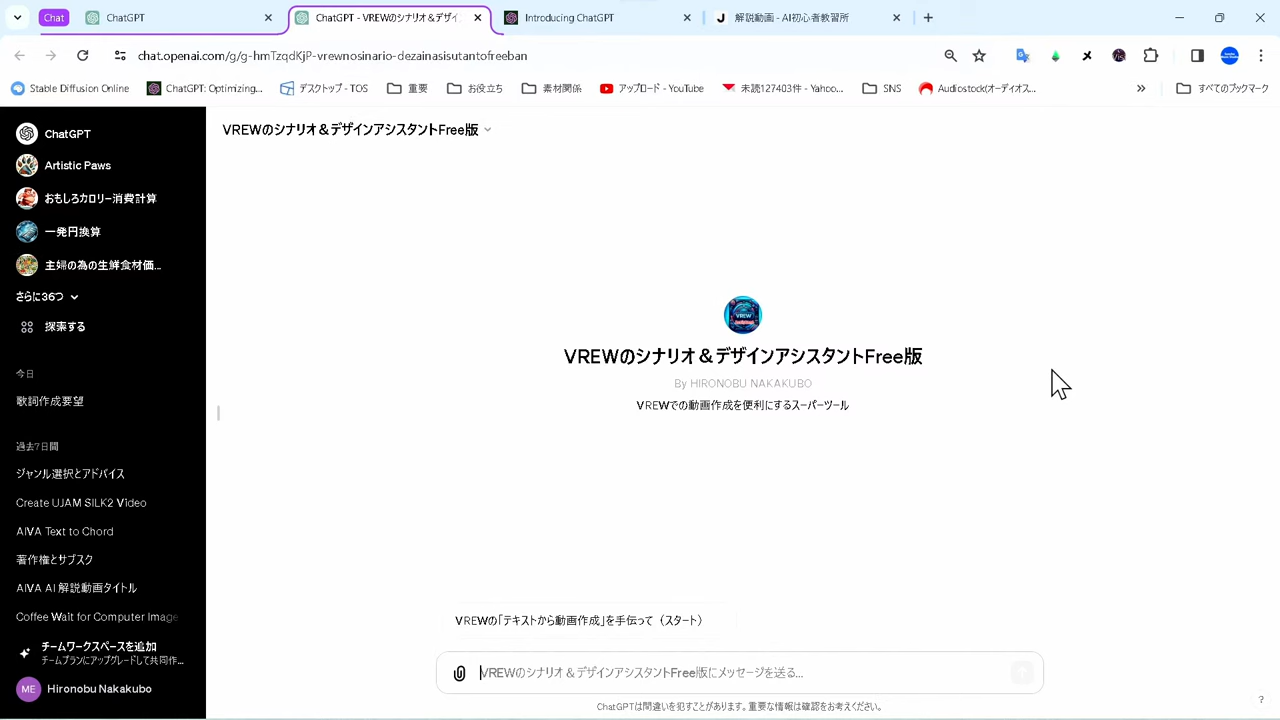 Chat
ChatGPT
ChatGPT - VREWのシナリオ＆デザイ
Introducing ChatGPT
解説動画 - AI初心者教習所
chat.openai.com/g/g-hmTzqdKjP-vrewnosinario-dezainasisutantofreeban
Stable Diffusion Online
ChatGPT: Optimizing...
デスクトップ - TOS
重要
お役立ち
素材関係
アップロード - YouTube
未読127403件 - Yahoo...
SNS
Audiostock(オーディオス...
»
すべてのブックマーク
ChatGPT
Artistic Paws
おもしろカロリー消費計算
一発円換算
主婦の為の生鮮食材価...
さらに36つ
探索する
今日
歌詞作成要望
過去7日間
ジャンル選択とアドバイス
Create UJAM SILK2 Video
AIVA Text to Chord
著作権とサブスク
AIVA AI 解説動画タイトル
Coffee Wait for Computer Image
チームワークスペースを追加
チームプランにアップグレードして共同作...
ME
Hironobu Nakakubo
VREWのシナリオ＆デザインアシスタントFree版
VREW
VREWのシナリオ＆デザインアシスタントFree版
By HIRONOBU NAKAKUBO
VREWでの動画作成を便利にするスーパーツール
VREWの「テキストから動画作成」を手伝って（スタート）
VREWのシナリオ＆デザインアシスタントFree版にメッセージを送る...
ChatGPTは間違いを犯すことがあります。重要な情報は確認をお考えください。
?